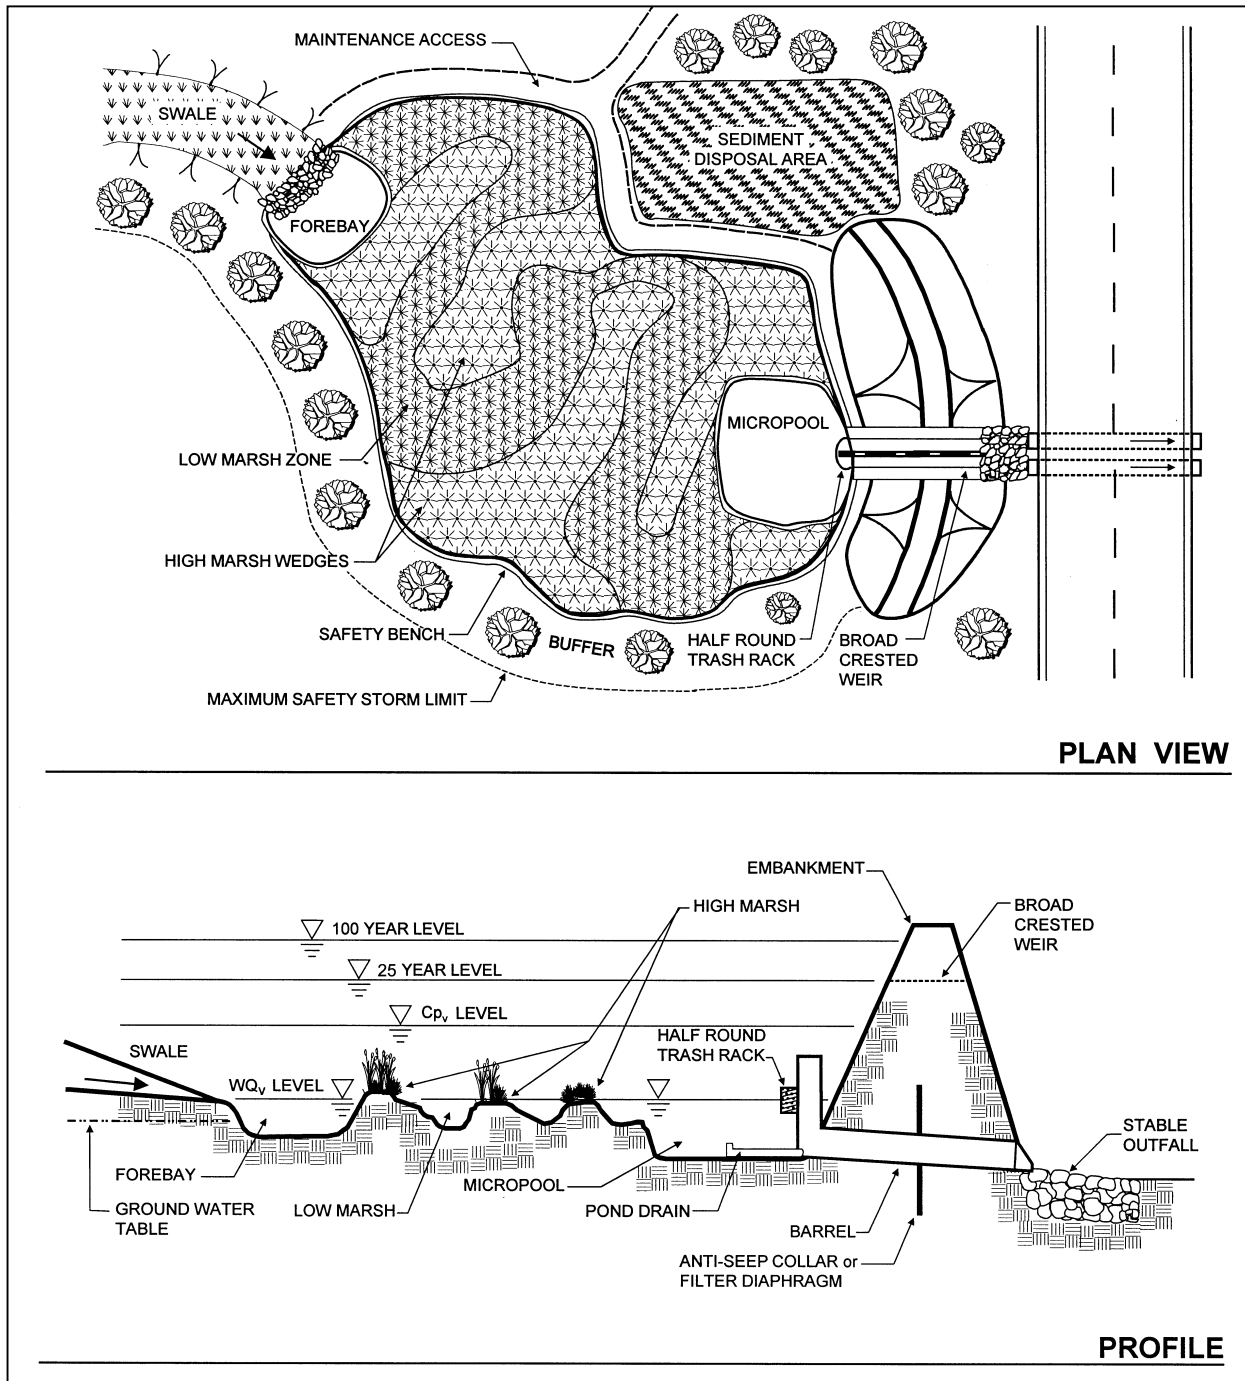 MAINTENANCE ACCESS
SWALE
SEDIMENT
DISPOSAL AREA
FOREBAY
MICROPOOL
LOW MARSH ZONE
HIGH MARSH WEDGES
SAFETY BENCH
BUFFER
HALF ROUND
TRASH RACK
BROAD
CRESTED
WEIR
MAXIMUM SAFETY STORM LIMIT
PLAN VIEW
EMBANKMENT
HIGH MARSH
BROAD
CRESTED
WEIR
100 YEAR LEVEL
25 YEAR LEVEL
Cpv LEVEL
HALF ROUND
TRASH RACK
SWALE
WQv LEVEL
STABLE
OUTFALL
FOREBAY
MICROPOOL
GROUND WATER
TABLE
LOW MARSH
POND DRAIN
BARREL
ANTI-SEEP COLLAR or
FILTER DIAPHRAGM
PROFILE